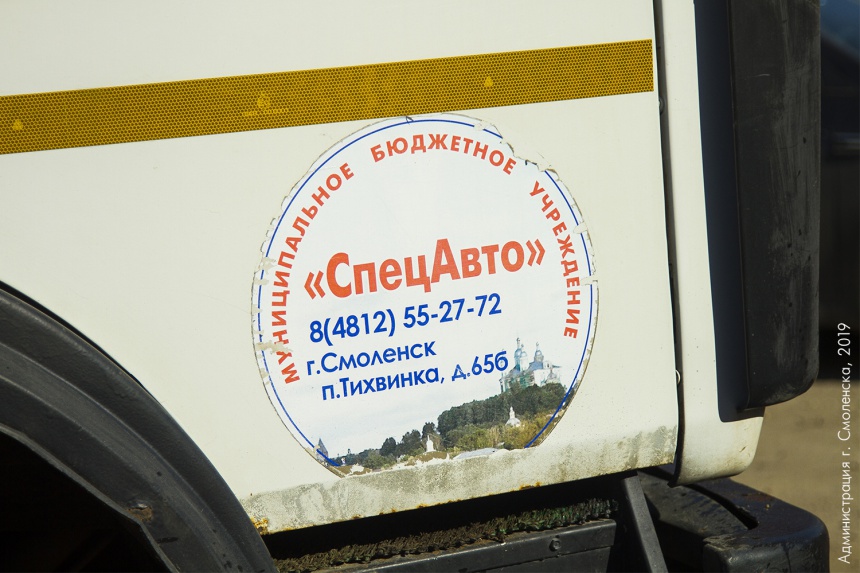 МУНИЦИПАЛЬНОЕ БЮДЖЕТНОЕ УЧРЕЖДЕНИЕ
«СпецАвто»
8(4812) 55-27-72
г.Смоленск
п.Тихвинка, д.65б
Администрация г. Смоленска, 2019